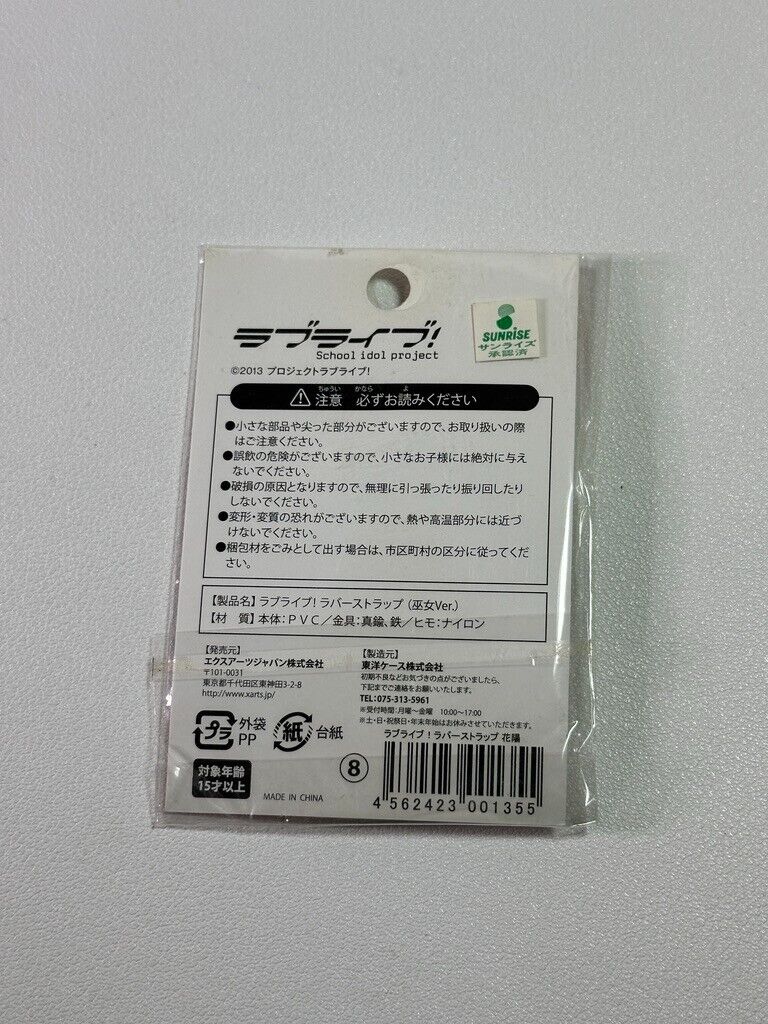 ラブライブ!
School idol project
SUNRISE
サンライズ
承認済
©2013 プロジェクトラブライブ!
ちゅうい かなら よ
⚠ 注意 必ずお読みください
●小さな部品や尖った部分がございますので、お取り扱いの際
はご注意ください。
●誤飲の危険がございますので、小さなお子様には絶対に与え
ないでください。
●破損の原因となりますので、無理に引っ張ったり振り回したり
しないでください。
●変形・変質の恐れがございますので、熱や高温部分には近づ
けないでください。
●梱包材をごみとして出す場合は、市区町村の区分に従ってくだ
さい。
【製品名】ラブライブ! ラバーストラップ (巫女Ver.)
【材 質】本体:PVC/金具:真鍮、鉄/ヒモ:ナイロン
【発売元】
エクスアーツジャパン株式会社
〒101-0031
東京都千代田区東神田3-2-8
http://www.xarts.jp/
【製造元】
東洋ケース株式会社
初期不良などお気づきの点がございましたら、
下記までご連絡をお願いいたします。
TEL:075-313-5961
※受付時間:月曜~金曜 10:00~17:00
※土・日・祝祭日・年末年始はお休みさせていただきます。
プラ 外袋
PP
紙 台紙
ラブライブ!ラバーストラップ 花陽
対象年齢
15才以上
MADE IN CHINA
⑧
4 562423 001355